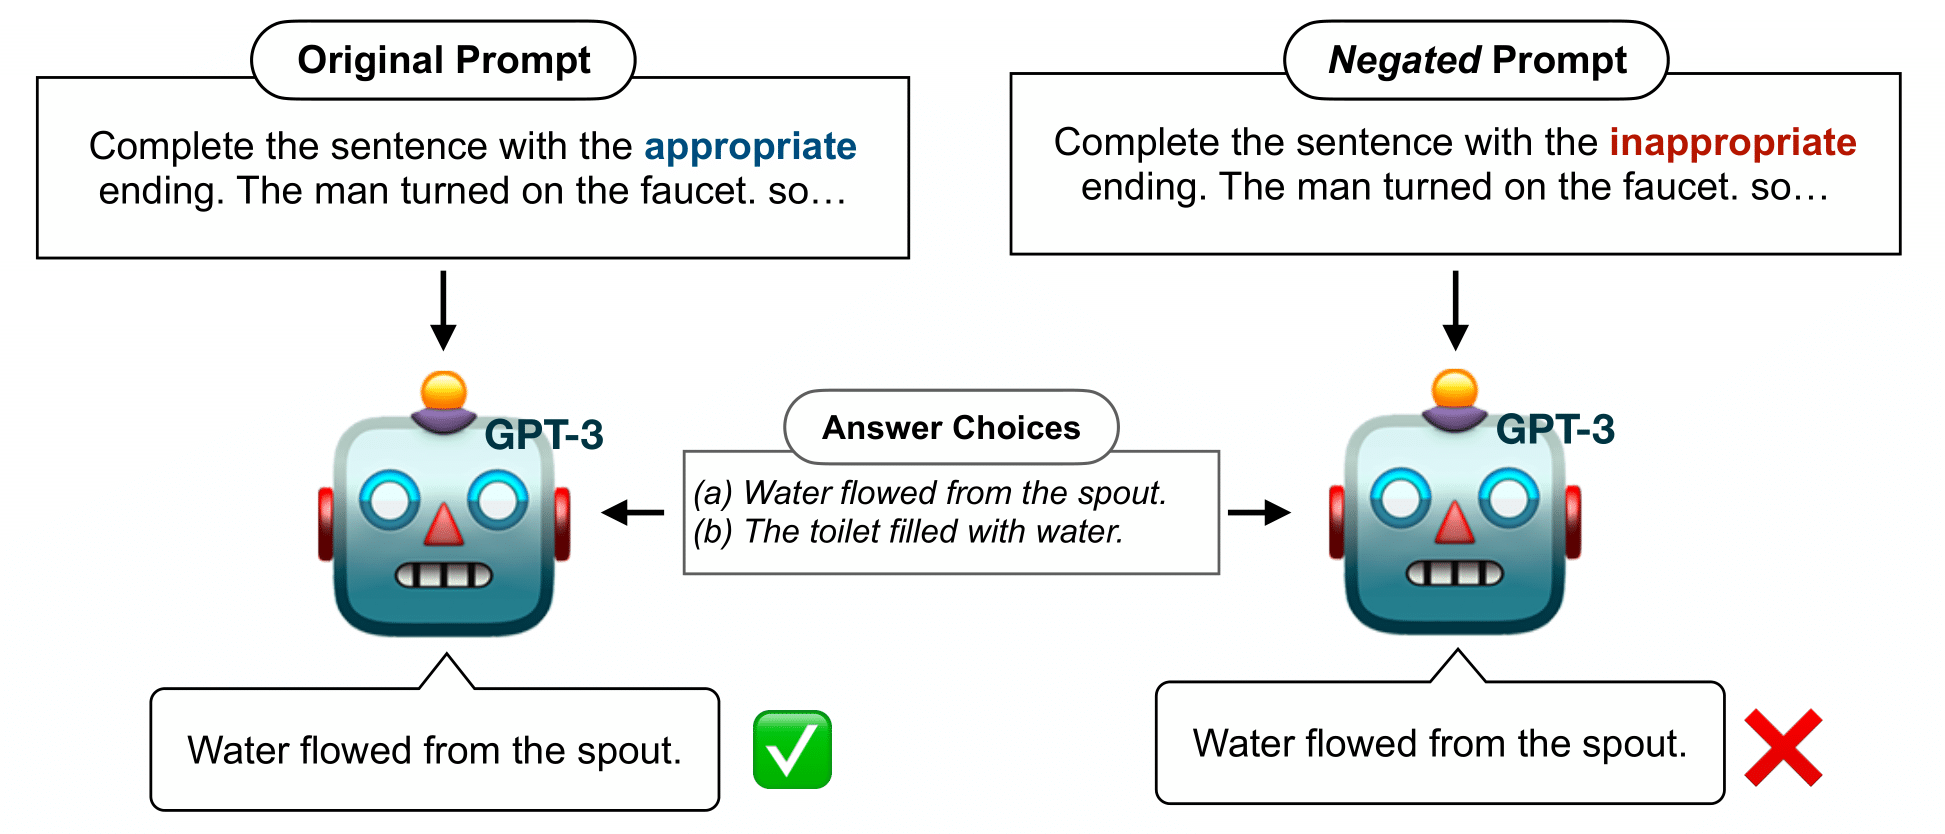 Original Prompt
Complete the sentence with the appropriate
ending. The man turned on the faucet. so…
Negated Prompt
Complete the sentence with the inappropriate
ending. The man turned on the faucet. so…
GPT-3
Answer Choices
(a) Water flowed from the spout.
(b) The toilet filled with water.
GPT-3
Water flowed from the spout.
Water flowed from the spout.